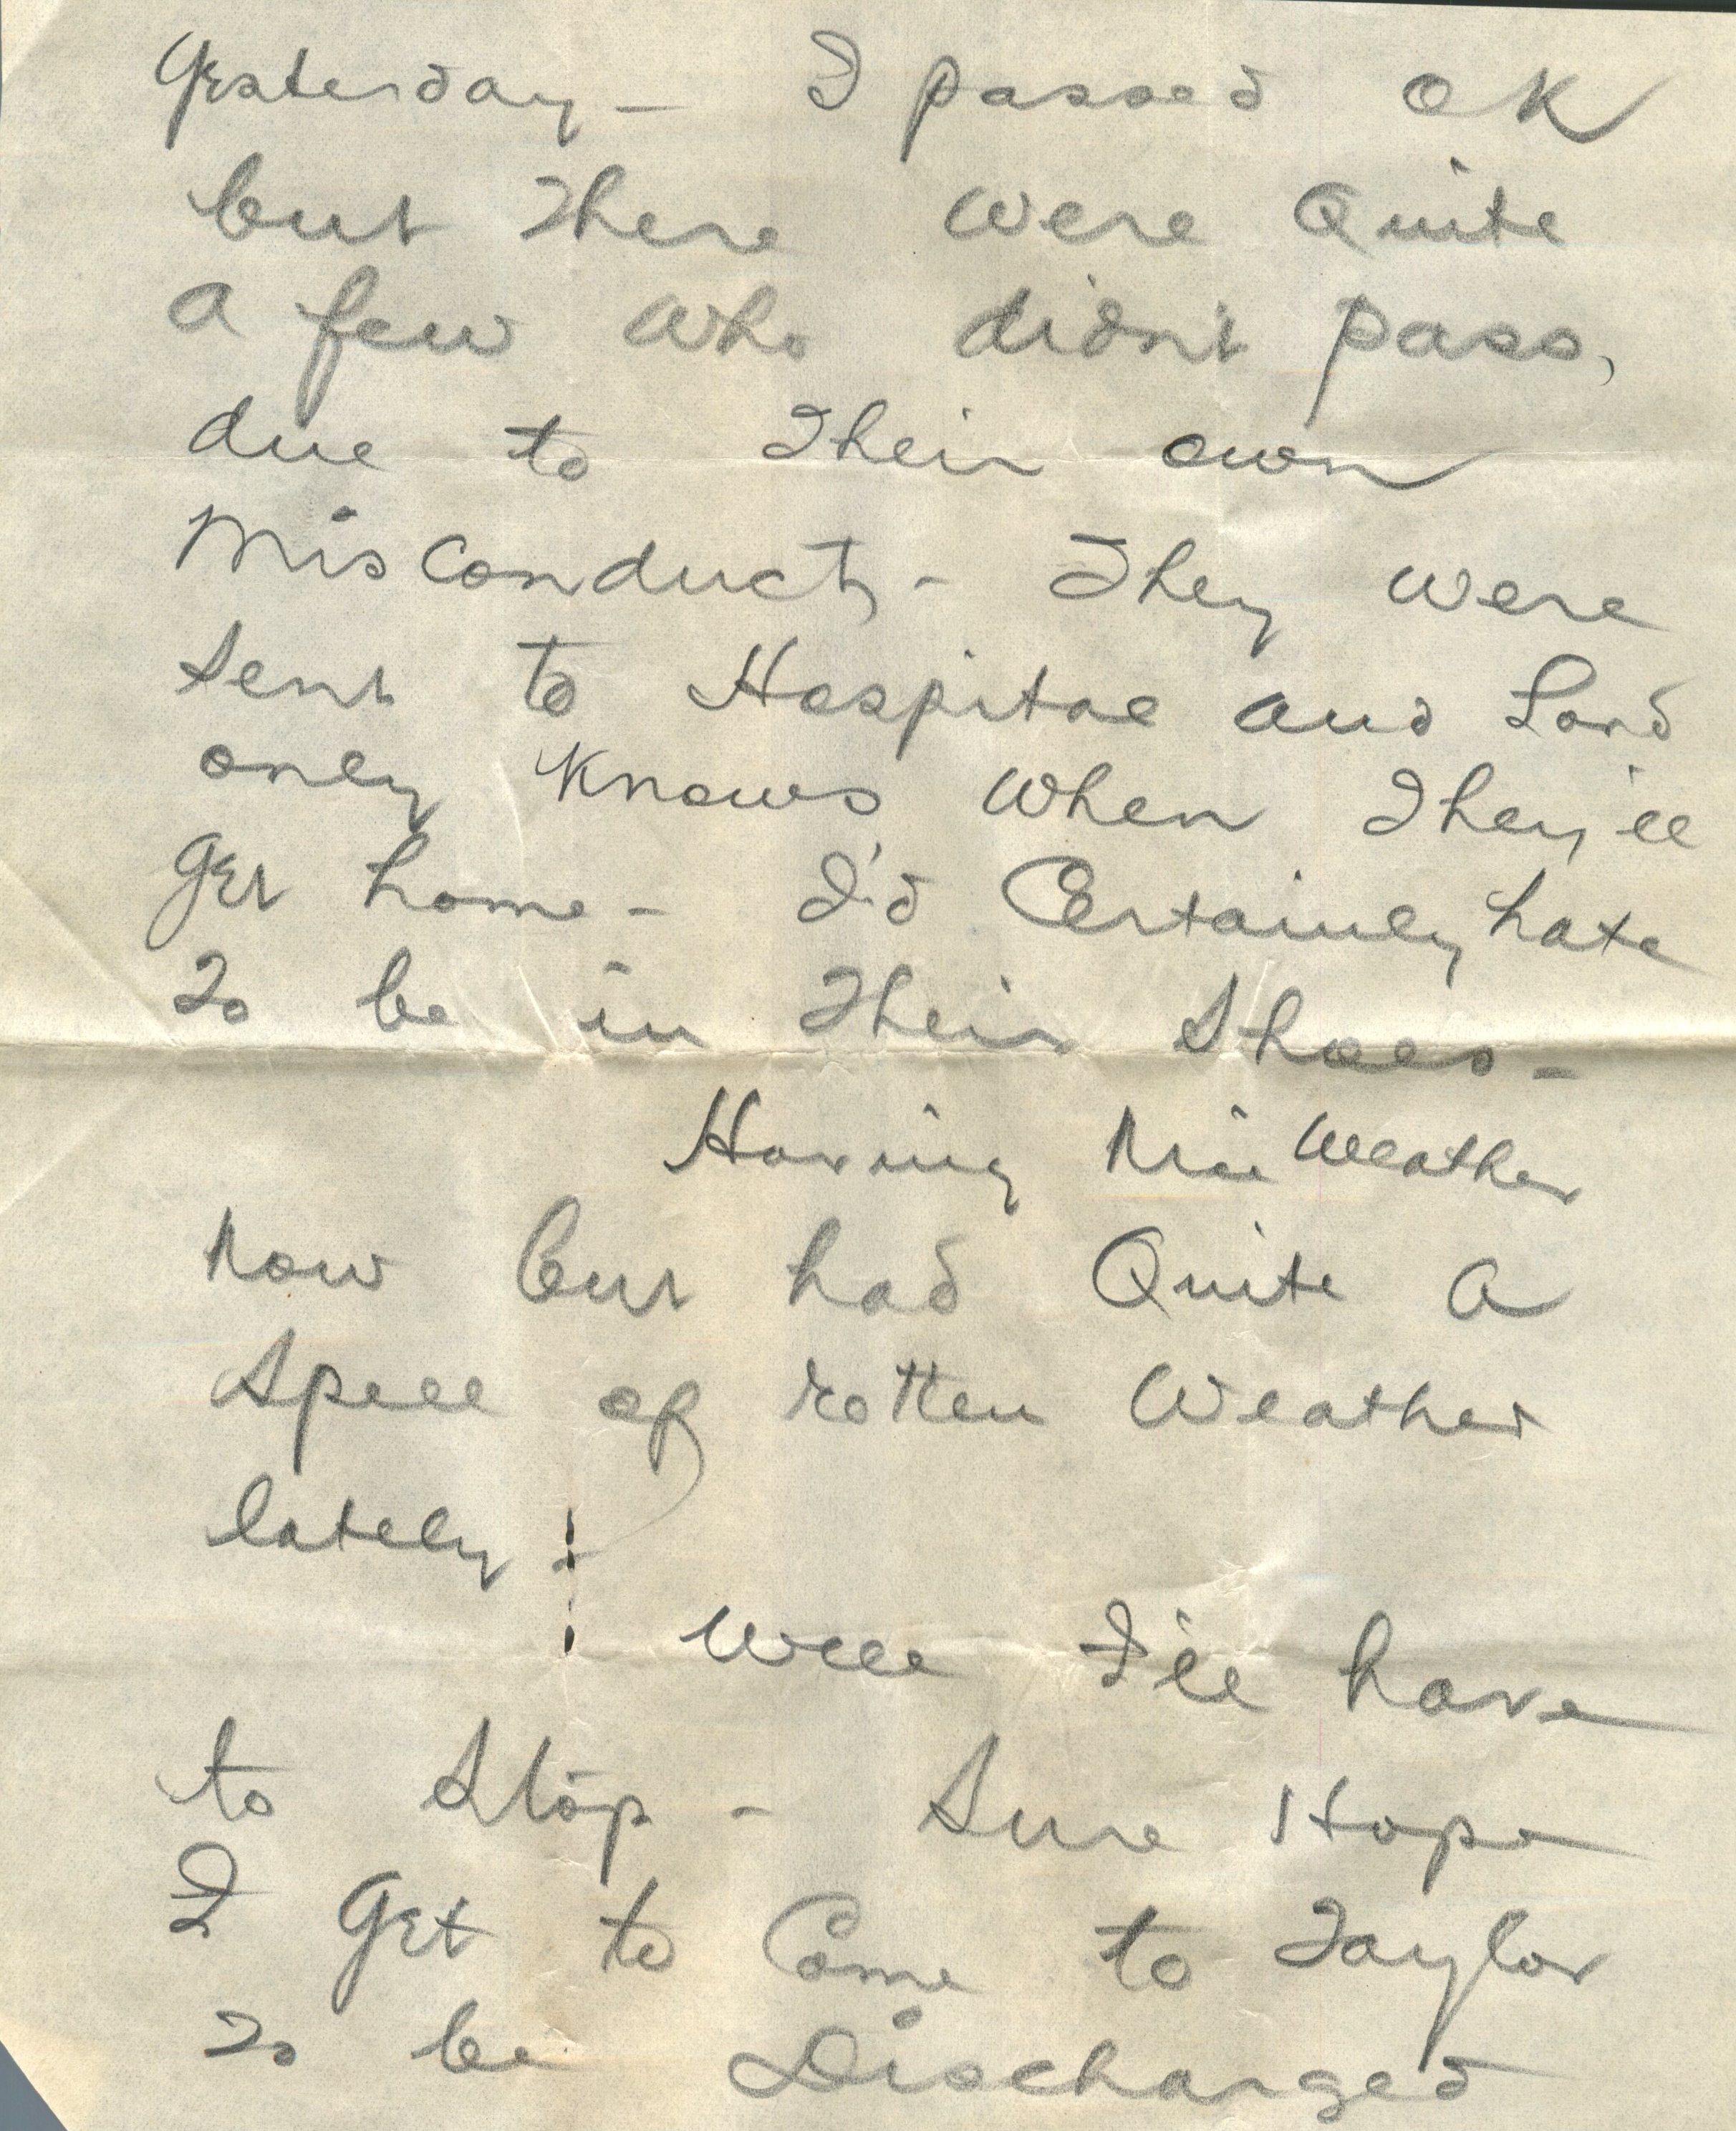 Yesterday - I passed OK
but There were Quite
a few who didn't pass,
due to Their own
Misconduct, - They were
sent to Hospital and Lord
only Knows When They'll
Get home - I'd Certainly hate
To be in Their Shoes -
Having Nice Weather
Now but had Quite a
Spell of rotten Weather
lately -
Well I'll have
to Stop - Sure Hope
I Get to Come to Taylor
To be Discharged